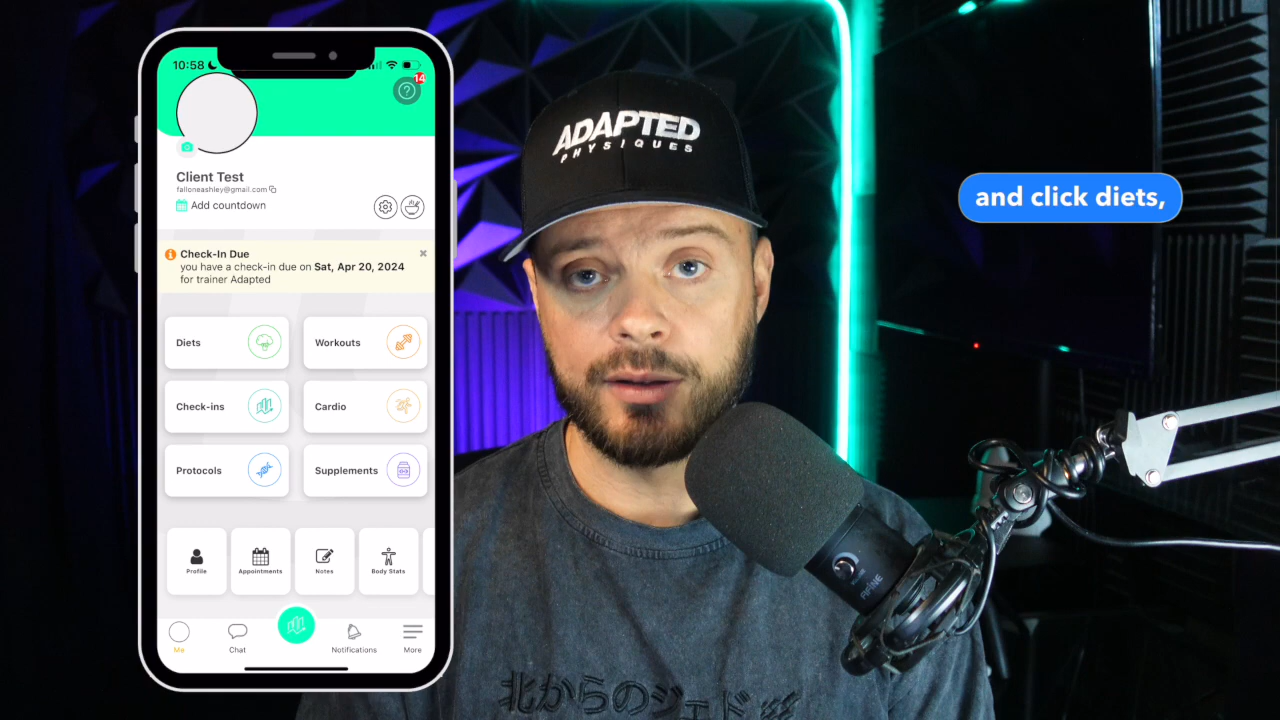 10:58
14
?
Client Test
falloneashley@gmail.com
Add countdown
Check-In Due
you have a check-in due on Sat, Apr 20, 2024
for trainer Adapted
Diets
Workouts
Check-ins
Cardio
Protocols
Supplements
Profile
Appointments
Notes
Body Stats
Me
Chat
Notifications
More
ADAPTED
PHYSIQUES
and click diets,
FIFINE
北からのジェド